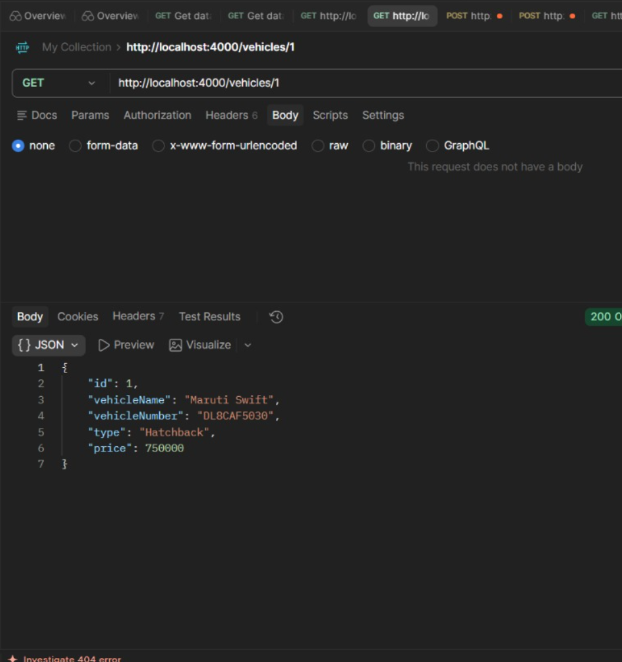 Overview Overview GET Get dat GET Get dat GET http://lo GET http://lo POST http: POST http: GET htt
HTTP My Collection > http://localhost:4000/vehicles/1
GET http://localhost:4000/vehicles/1
Docs Params Authorization Headers 6 Body Scripts Settings
none form-data x-www-form-urlencoded raw binary GraphQL
This request does not have a body
Body Cookies Headers 7 Test Results 200 O
{} JSON Preview Visualize
1 {
2 "id": 1,
3 "vehicleName": "Maruti Swift",
4 "vehicleNumber": "DL8CAF5030",
5 "type": "Hatchback",
6 "price": 750000
7 }
Investigate 404 error